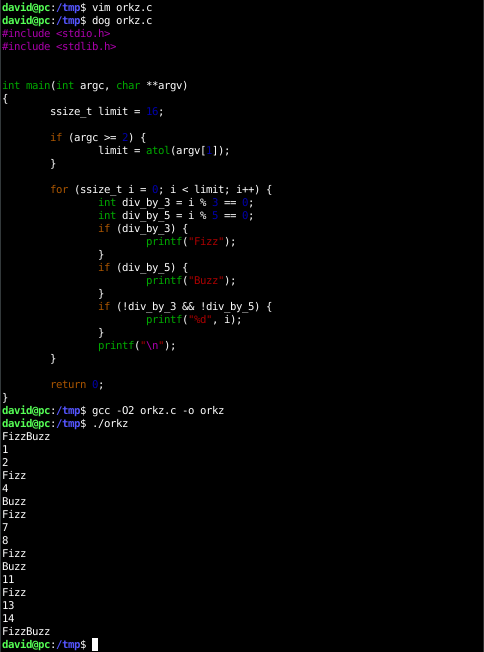 david@pc:/tmp$ vim orkz.c
david@pc:/tmp$ dog orkz.c
#include <stdio.h>
#include <stdlib.h>
int main(int argc, char **argv)
{
ssize_t limit = 16;
if (argc >= 2) {
limit = atol(argv[1]);
}
for (ssize_t i = 0; i < limit; i++) {
int div_by_3 = i % 3 == 0;
int div_by_5 = i % 5 == 0;
if (div_by_3) {
printf("Fizz");
}
if (div_by_5) {
printf("Buzz");
}
if (!div_by_3 && !div_by_5) {
printf("%d", i);
}
printf("\n");
}
return 0;
}
david@pc:/tmp$ gcc -O2 orkz.c -o orkz
david@pc:/tmp$ ./orkz
FizzBuzz
1
2
Fizz
4
Buzz
Fizz
7
8
Fizz
Buzz
11
Fizz
13
14
FizzBuzz
david@pc:/tmp$